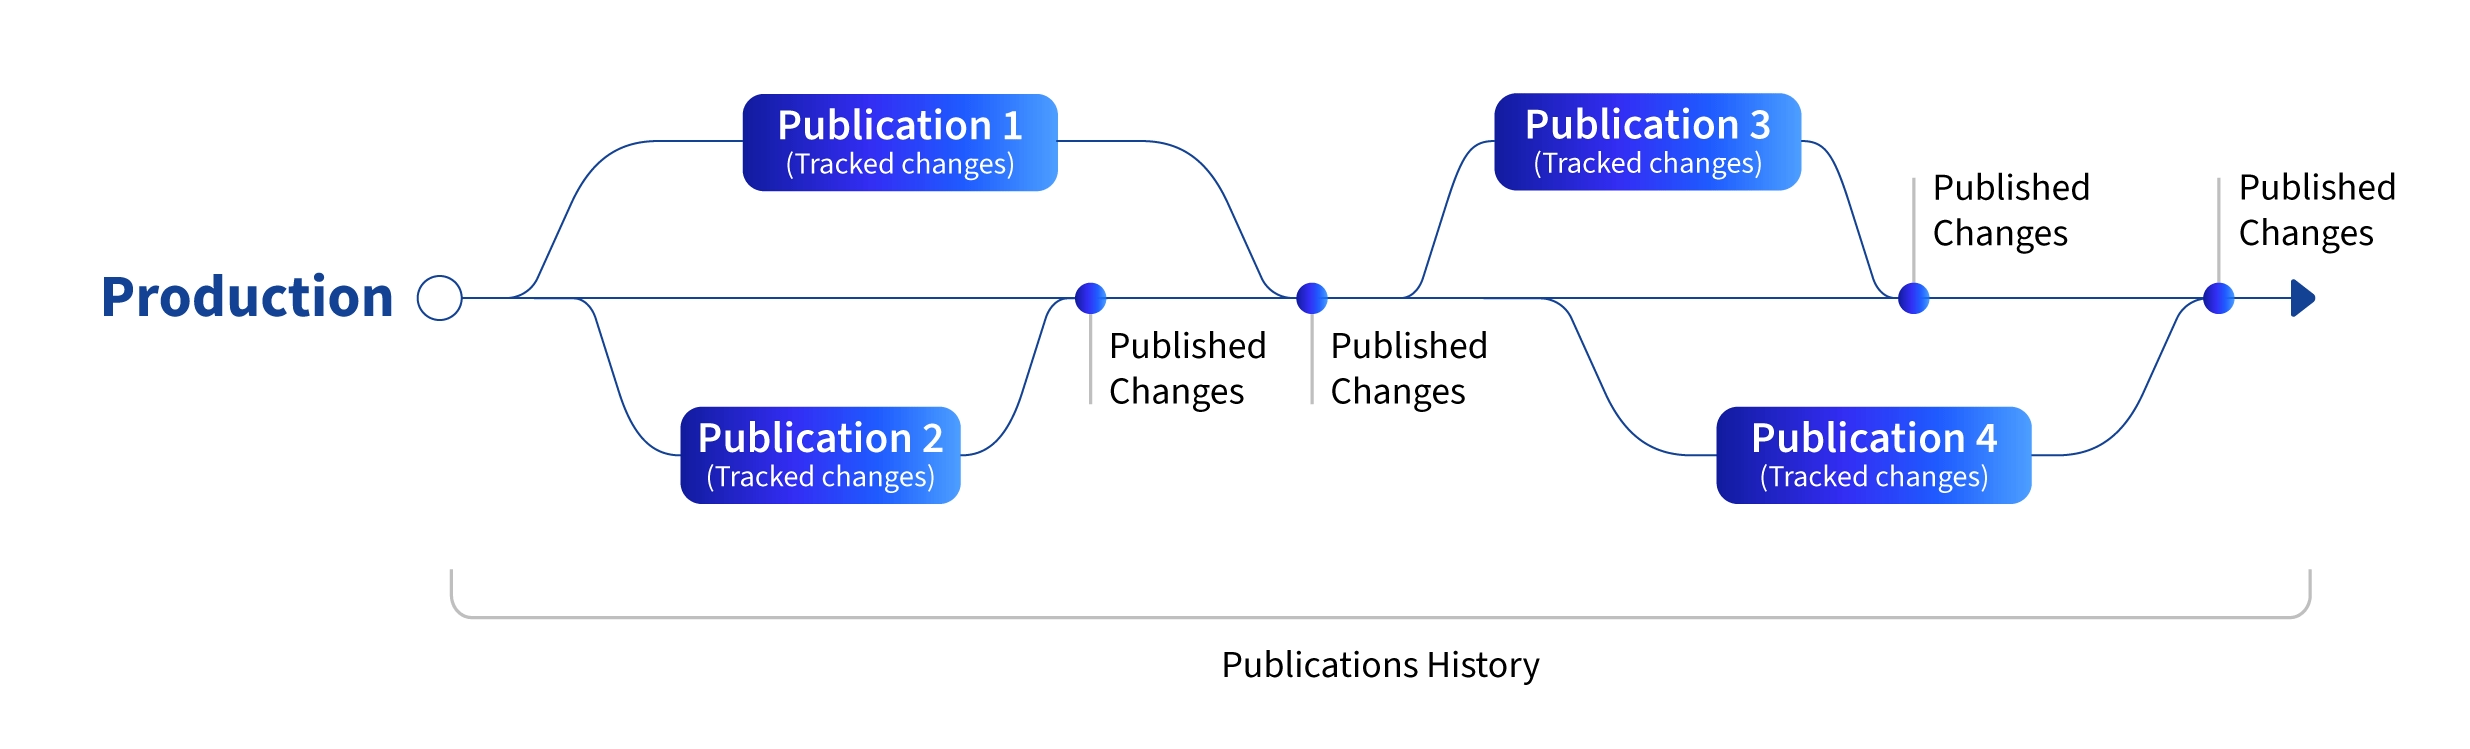 Publication 1
(Tracked changes)
Publication 3
(Tracked changes)
Published
Changes
Published
Changes
Production
Published
Changes
Published
Changes
Publication 2
(Tracked changes)
Publication 4
(Tracked changes)
Publications History